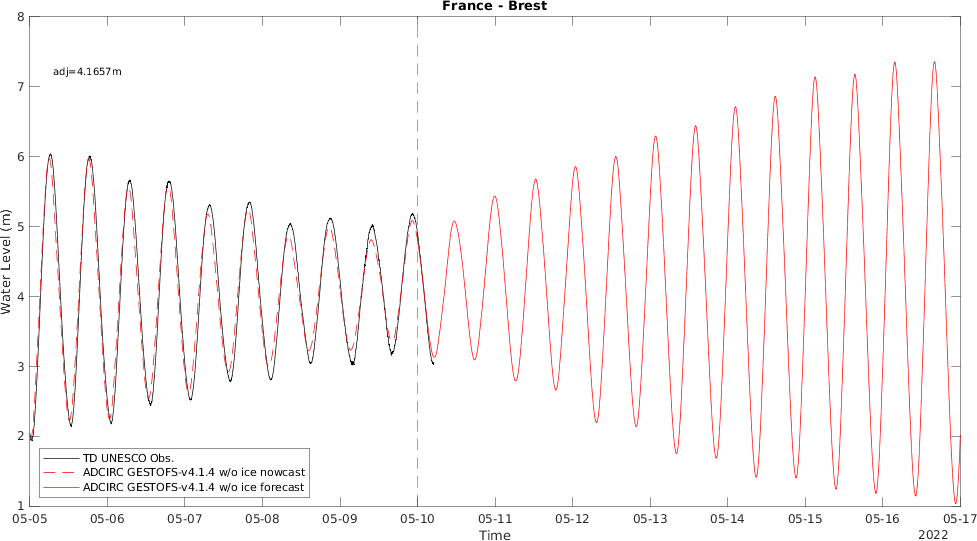 France - Brest
8
adj=4.1657m
7
6
5
Water Level (m)
4
3
2
TD UNESCO Obs.
ADCIRC GESTOFS-v4.1.4 w/o ice nowcast
ADCIRC GESTOFS-v4.1.4 w/o ice forecast
1
05-05 05-06 05-07 05-08 05-09 05-10 05-11 05-12 05-13 05-14 05-15 05-16 05-17
Time
2022